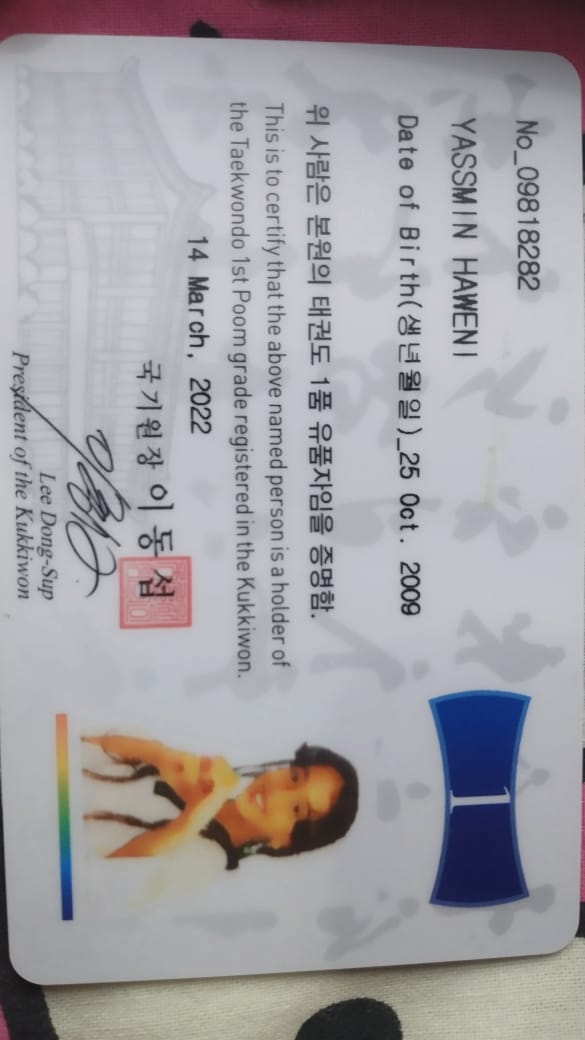 No_09818282
YASSMIN HAWENI
Date of Birth(생년월일)_25 Oct. 2009
위 사람은 본원의 태권도 1품 유품자임을 증명함.
This is to certify that the above named person is a holder of
the Taekwondo 1st Poom grade registered in the Kukkiwon.
14 March, 2022
국기원장 이동섭
Lee Dong-Sup
President of the Kukkiwon
1